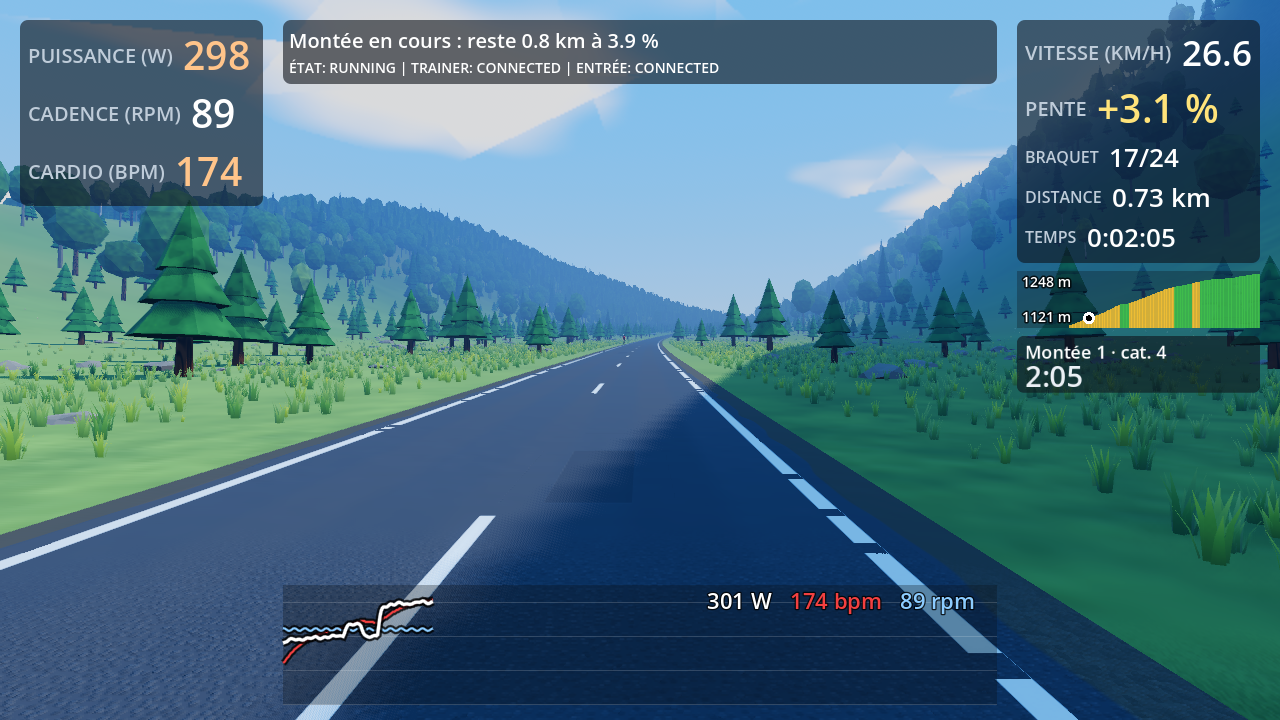 PUISSANCE (W) 298
CADENCE (RPM) 89
CARDIO (BPM) 174
Montée en cours : reste 0.8 km à 3.9 %
ÉTAT: RUNNING | TRAINER: CONNECTED | ENTRÉE: CONNECTED
VITESSE (KM/H) 26.6
PENTE +3.1 %
BRAQUET 17/24
DISTANCE 0.73 km
TEMPS 0:02:05
1248 m
1121 m
Montée 1 · cat. 4
2:05
301 W 174 bpm 89 rpm